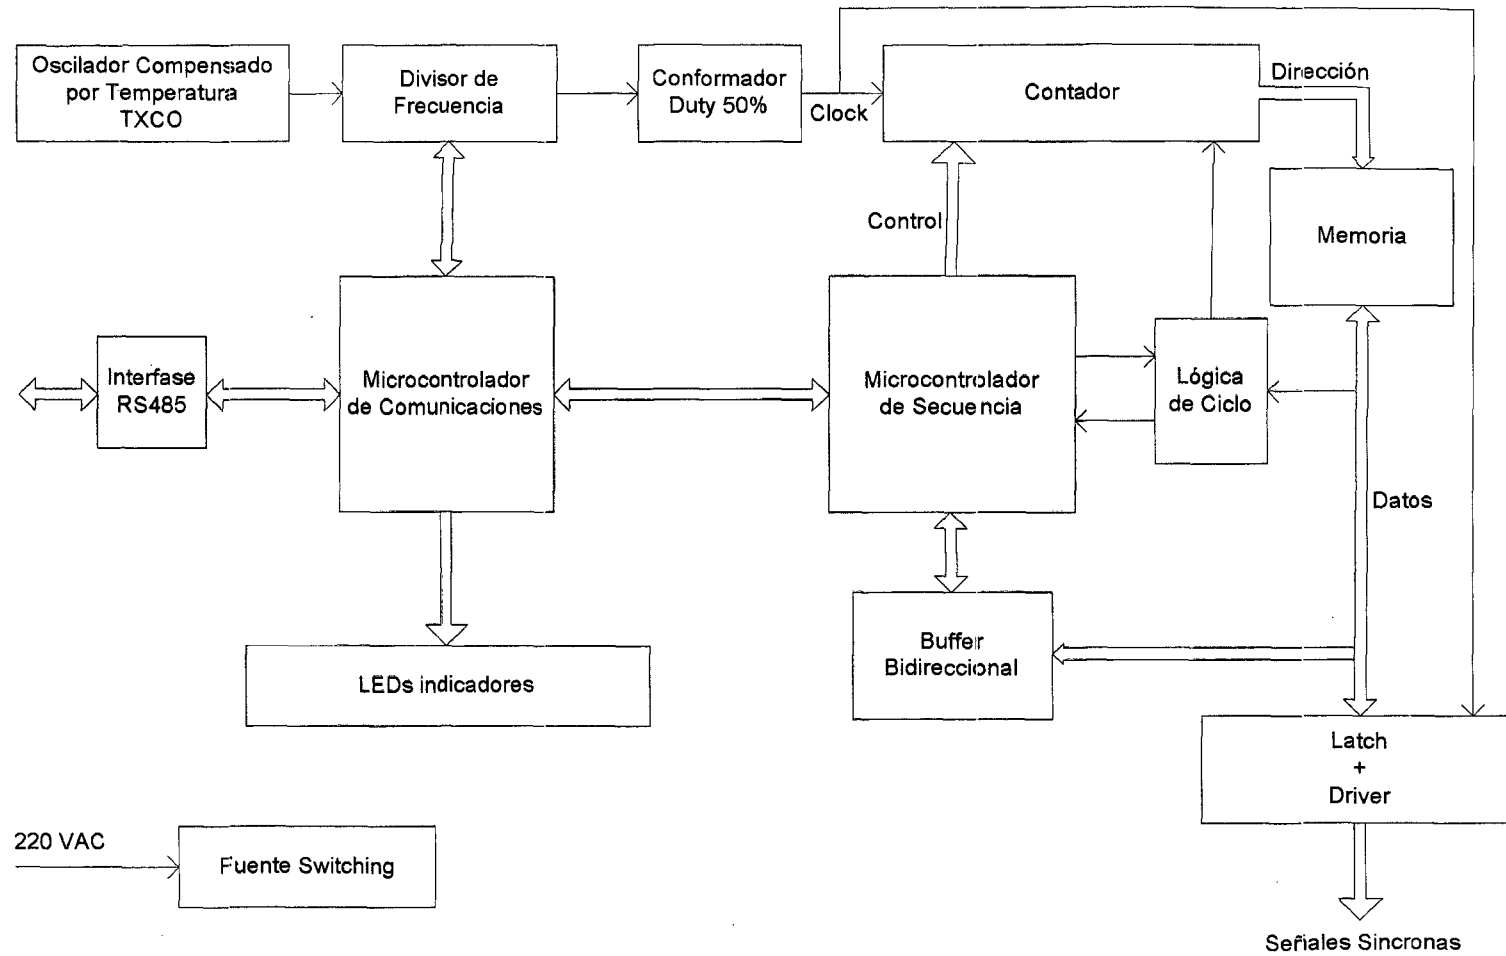 Oscilador Compensado
por Temperatura
TXCO
Divisor de
Frecuencia
Conformador
Duty 50%
Clock
Contador
Dirección
Memoria
Control
Interfase
RS485
Microcontrolador
de Comunicaciones
Microcontrolador
de Secuencia
Lógica
de Ciclo
Datos
Buffer
Bidireccional
LEDs indicadores
Latch
+
Driver
220 VAC
Fuente Switching
Señales Sincronas